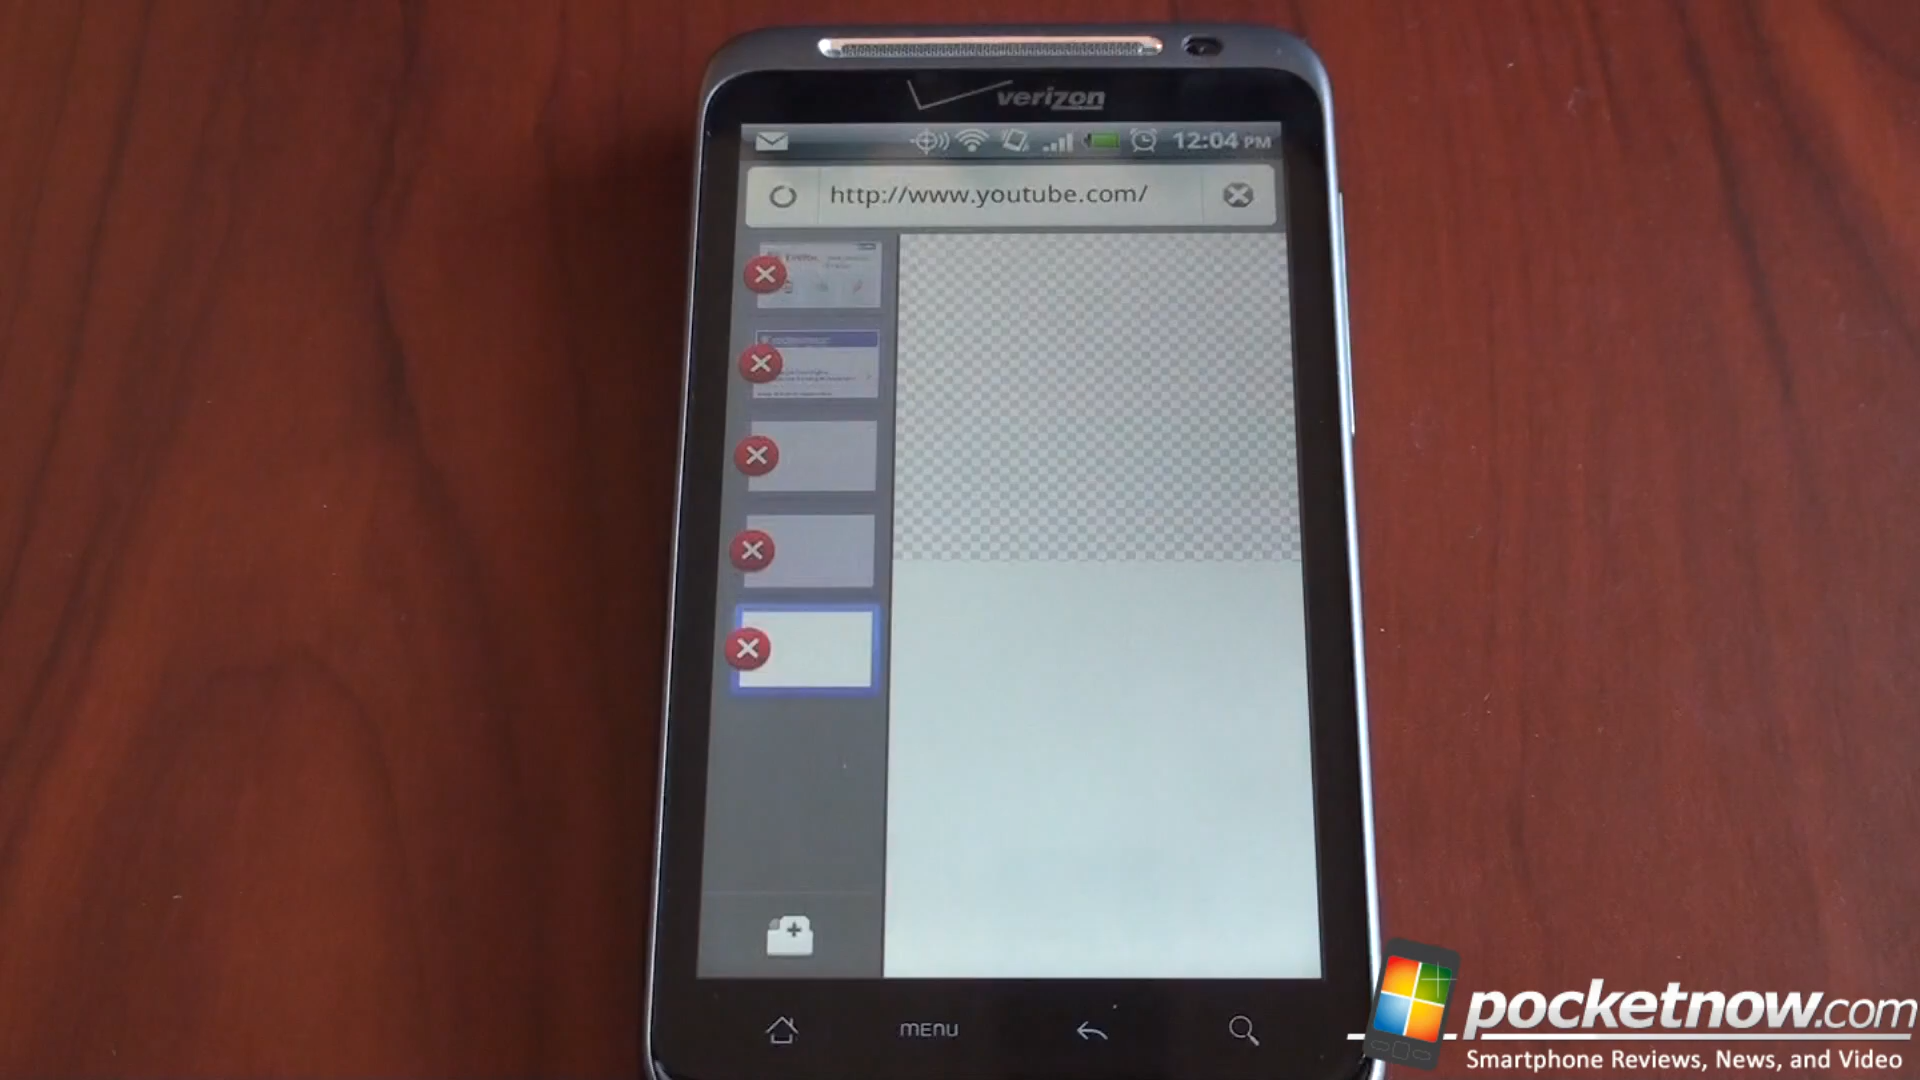 verizon
12:04 PM
http://www.youtube.com/
MENU
pocketnow.com
Smartphone Reviews, News, and Video